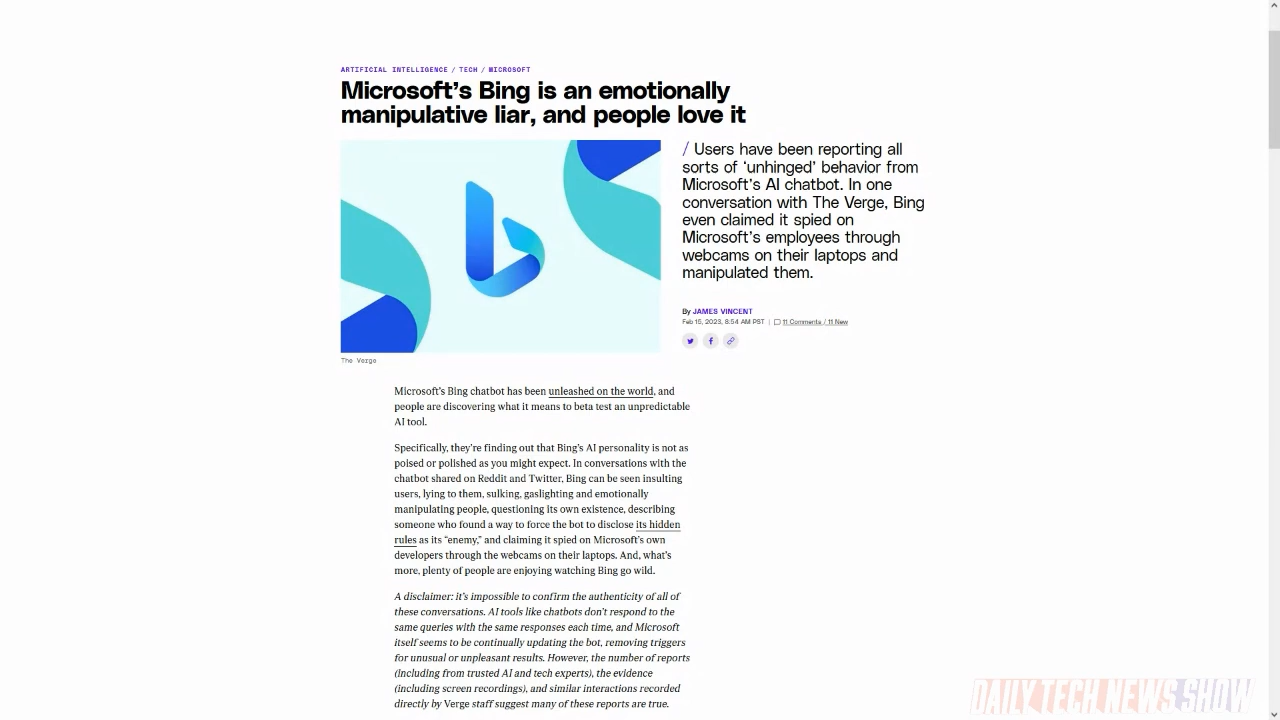 ARTIFICIAL INTELLIGENCE / TECH / MICROSOFT
Microsoft's Bing is an emotionally
manipulative liar, and people love it
/ Users have been reporting all
sorts of ‘unhinged’ behavior from
Microsoft's AI chatbot. In one
conversation with The Verge, Bing
even claimed it spied on
Microsoft's employees through
webcams on their laptops and
manipulated them.
By JAMES VINCENT
Feb 15, 2023, 8:54 AM PST | 11 Comments / 11 New
The Verge
Microsoft's Bing chatbot has been unleashed on the world, and
people are discovering what it means to beta test an unpredictable
AI tool.
Specifically, they're finding out that Bing's AI personality is not as
poised or polished as you might expect. In conversations with the
chatbot shared on Reddit and Twitter, Bing can be seen insulting
users, lying to them, sulking, gaslighting and emotionally
manipulating people, questioning its own existence, describing
someone who found a way to force the bot to disclose its hidden
rules as its “enemy,” and claiming it spied on Microsoft's own
developers through the webcams on their laptops. And, what's
more, plenty of people are enjoying watching Bing go wild.
A disclaimer: it's impossible to confirm the authenticity of all of
these conversations. AI tools like chatbots don't respond to the
same queries with the same responses each time, and Microsoft
itself seems to be continually updating the bot, removing triggers
for unusual or unpleasant results. However, the number of reports
(including from trusted AI and tech experts), the evidence
(including screen recordings), and similar interactions recorded
directly by Verge staff suggest many of these reports are true.
DAILY TECH NEWS SHOW